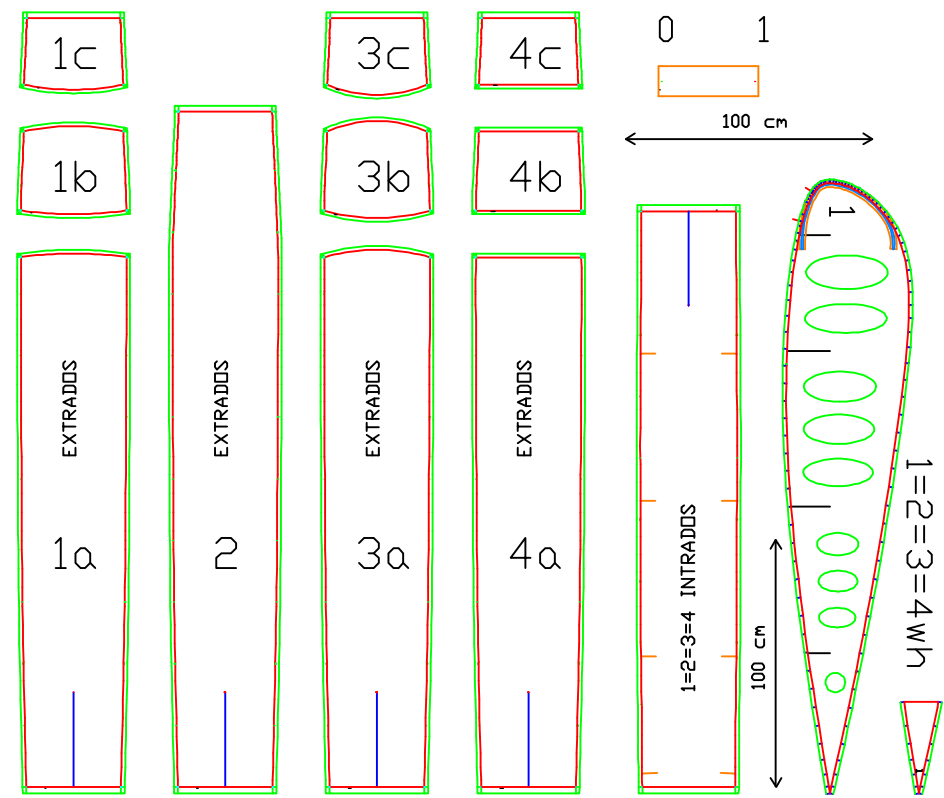 1c
3c
4c
0
1
100 cm
1b
3b
4b
1
EXTRADOS
EXTRADOS
EXTRADOS
EXTRADOS
1a
2
3a
4a
1=2=3=4 INTRADOS
100 cm
1=2=3=4wh